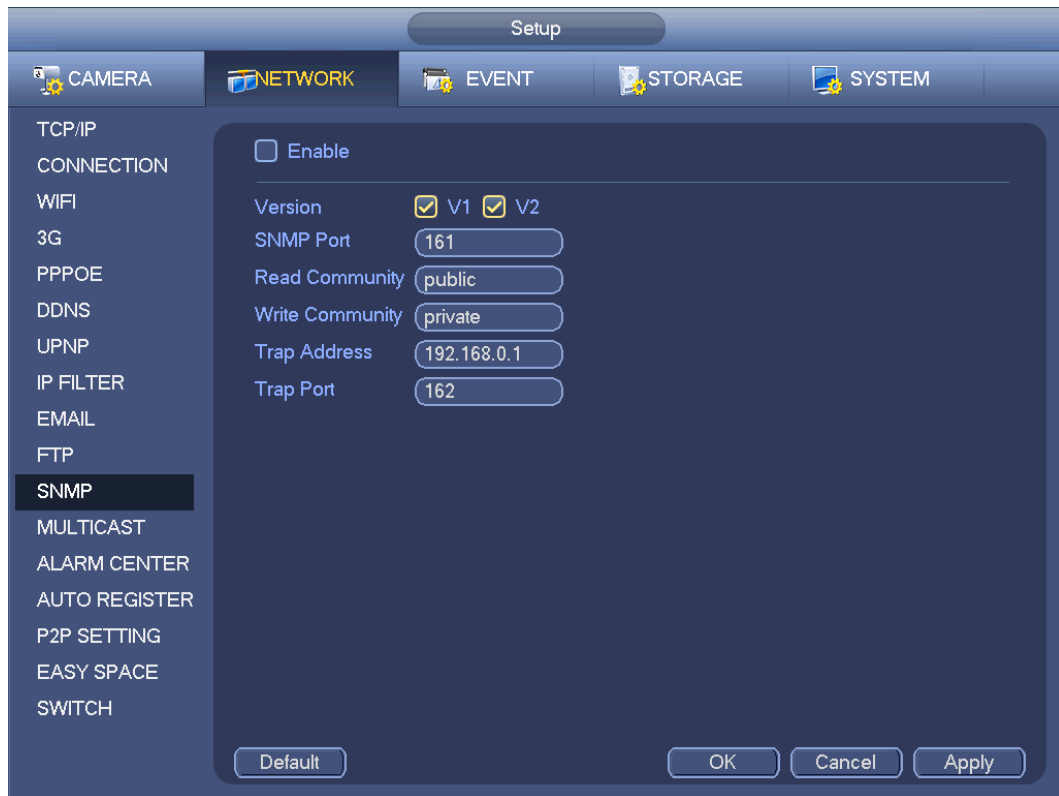 Setup
CAMERA NETWORK EVENT STORAGE SYSTEM
TCP/IP
CONNECTION
WIFI
3G
PPPOE
DDNS
UPNP
IP FILTER
EMAIL
FTP
SNMP
MULTICAST
ALARM CENTER
AUTO REGISTER
P2P SETTING
EASY SPACE
SWITCH
Enable
Version V1 V2
SNMP Port 161
Read Community public
Write Community private
Trap Address 192.168.0.1
Trap Port 162
Default OK Cancel Apply